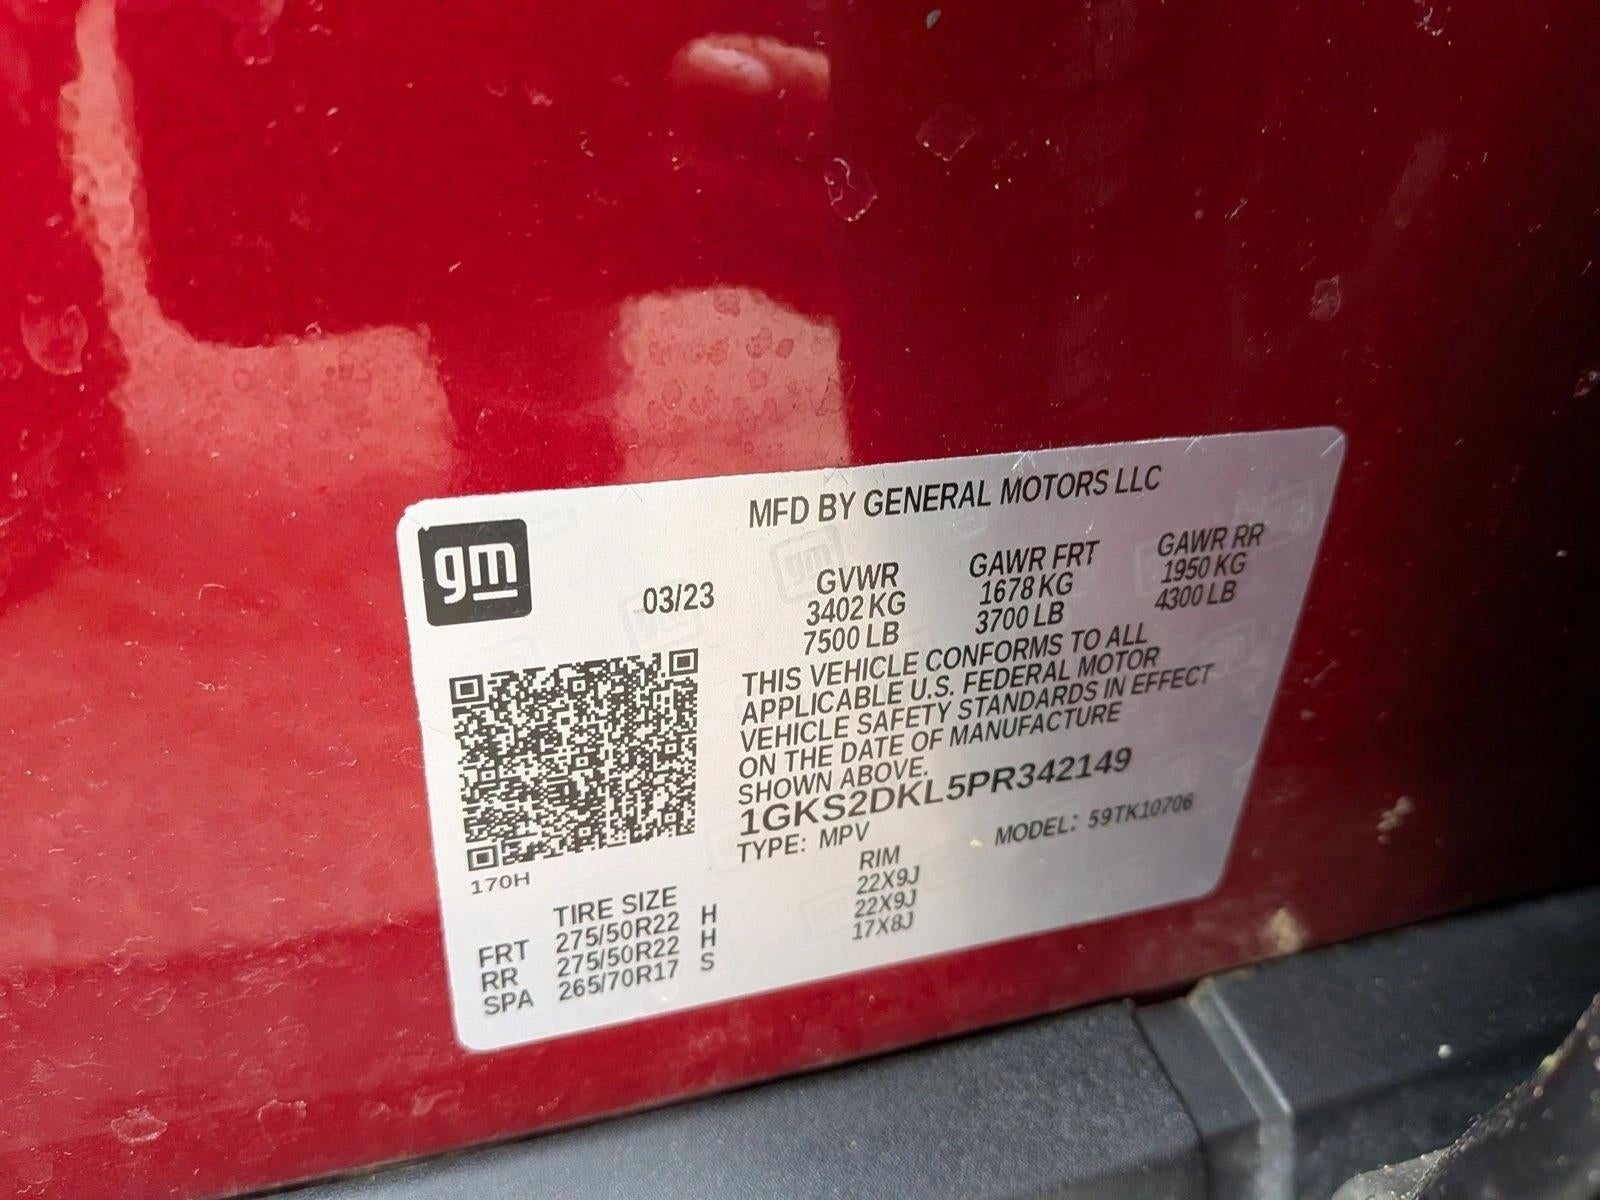 gm
MFD BY GENERAL MOTORS LLC
03/23
GVWR GAWR FRT GAWR RR
3402 KG 1678 KG 1950 KG
7500 LB 3700 LB 4300 LB
THIS VEHICLE CONFORMS TO ALL
APPLICABLE U.S. FEDERAL MOTOR
VEHICLE SAFETY STANDARDS IN EFFECT
ON THE DATE OF MANUFACTURE
SHOWN ABOVE.
1GKS2DKL5PR342149
TYPE: MPV MODEL: 59TK10706
170H
TIRE SIZE RIM
FRT 275/50R22 H 22X9J
RR 275/50R22 H 22X9J
SPA 265/70R17 S 17X8J